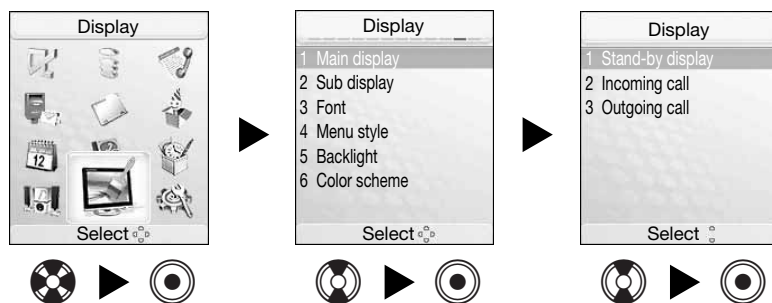 Display
12
Select
Display
1 Main display
2 Sub display
3 Font
4 Menu style
5 Backlight
6 Color scheme
Select
Display
1 Stand-by display
2 Incoming call
3 Outgoing call
Select